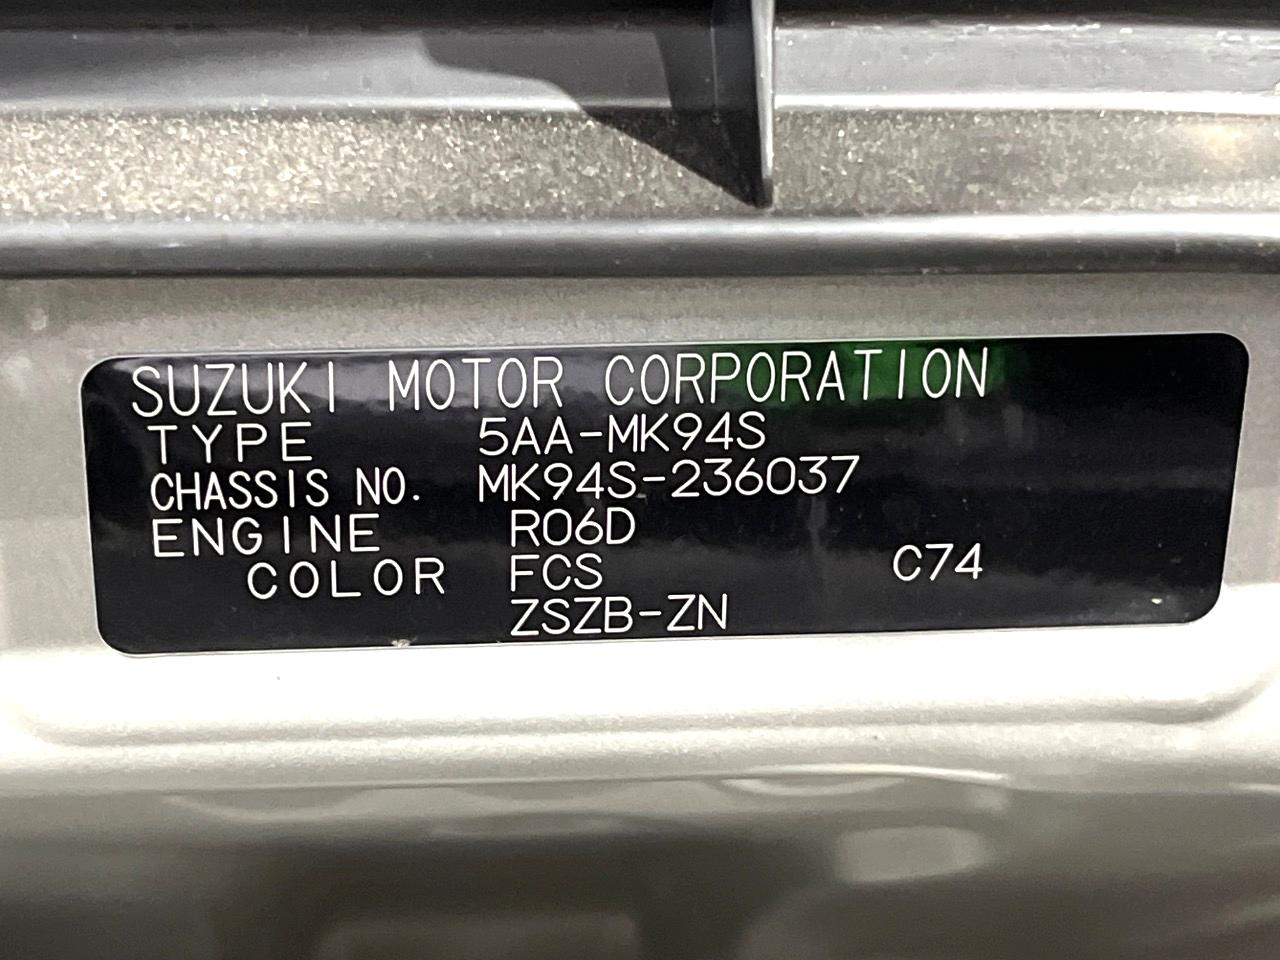 SUZUKI MOTOR CORPORATION
TYPE 5AA-MK94S
CHASSIS NO. MK94S-236037
ENGINE R06D
COLOR FCS C74
ZSZB-ZN